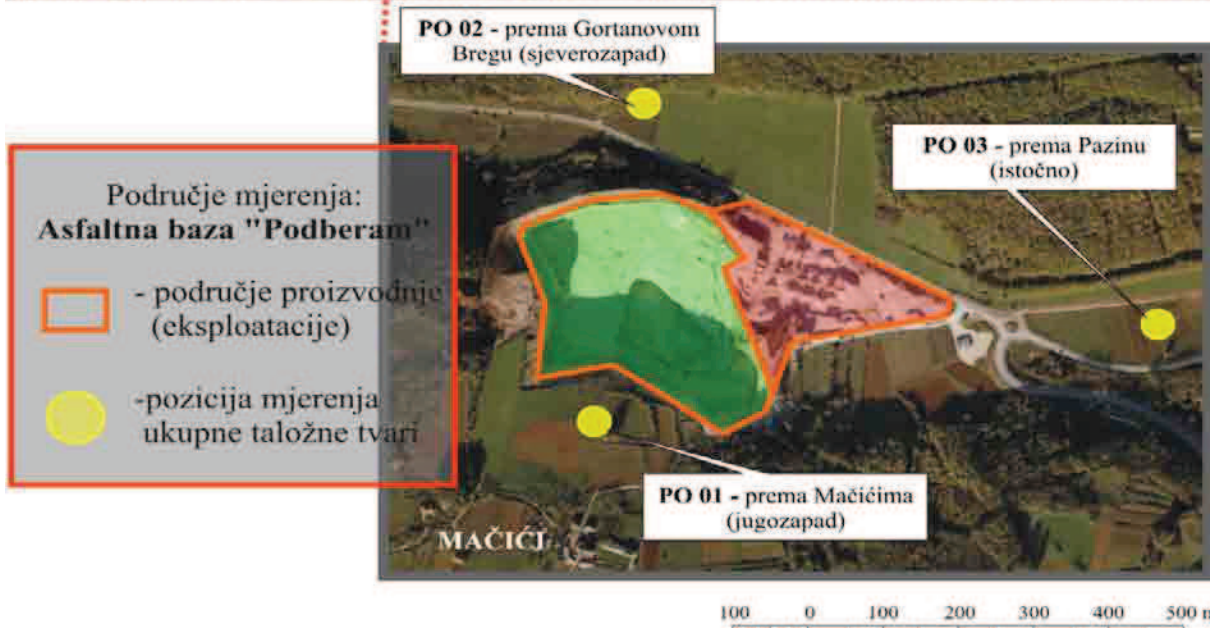 PO 02 - prema Gortanovom
Bregu (sjeverozapad)
PO 03 - prema Pazinu
(istočno)
Područje mjerenja:
Asfaltna baza "Podberam"
- područje proizvodnje
(eksploatacije)
-pozicija mjerenja
ukupne taložne tvari
PO 01 - prema Mačićima
(jugozapad)
MAČIĆI
100 0 100 200 300 400 500 m